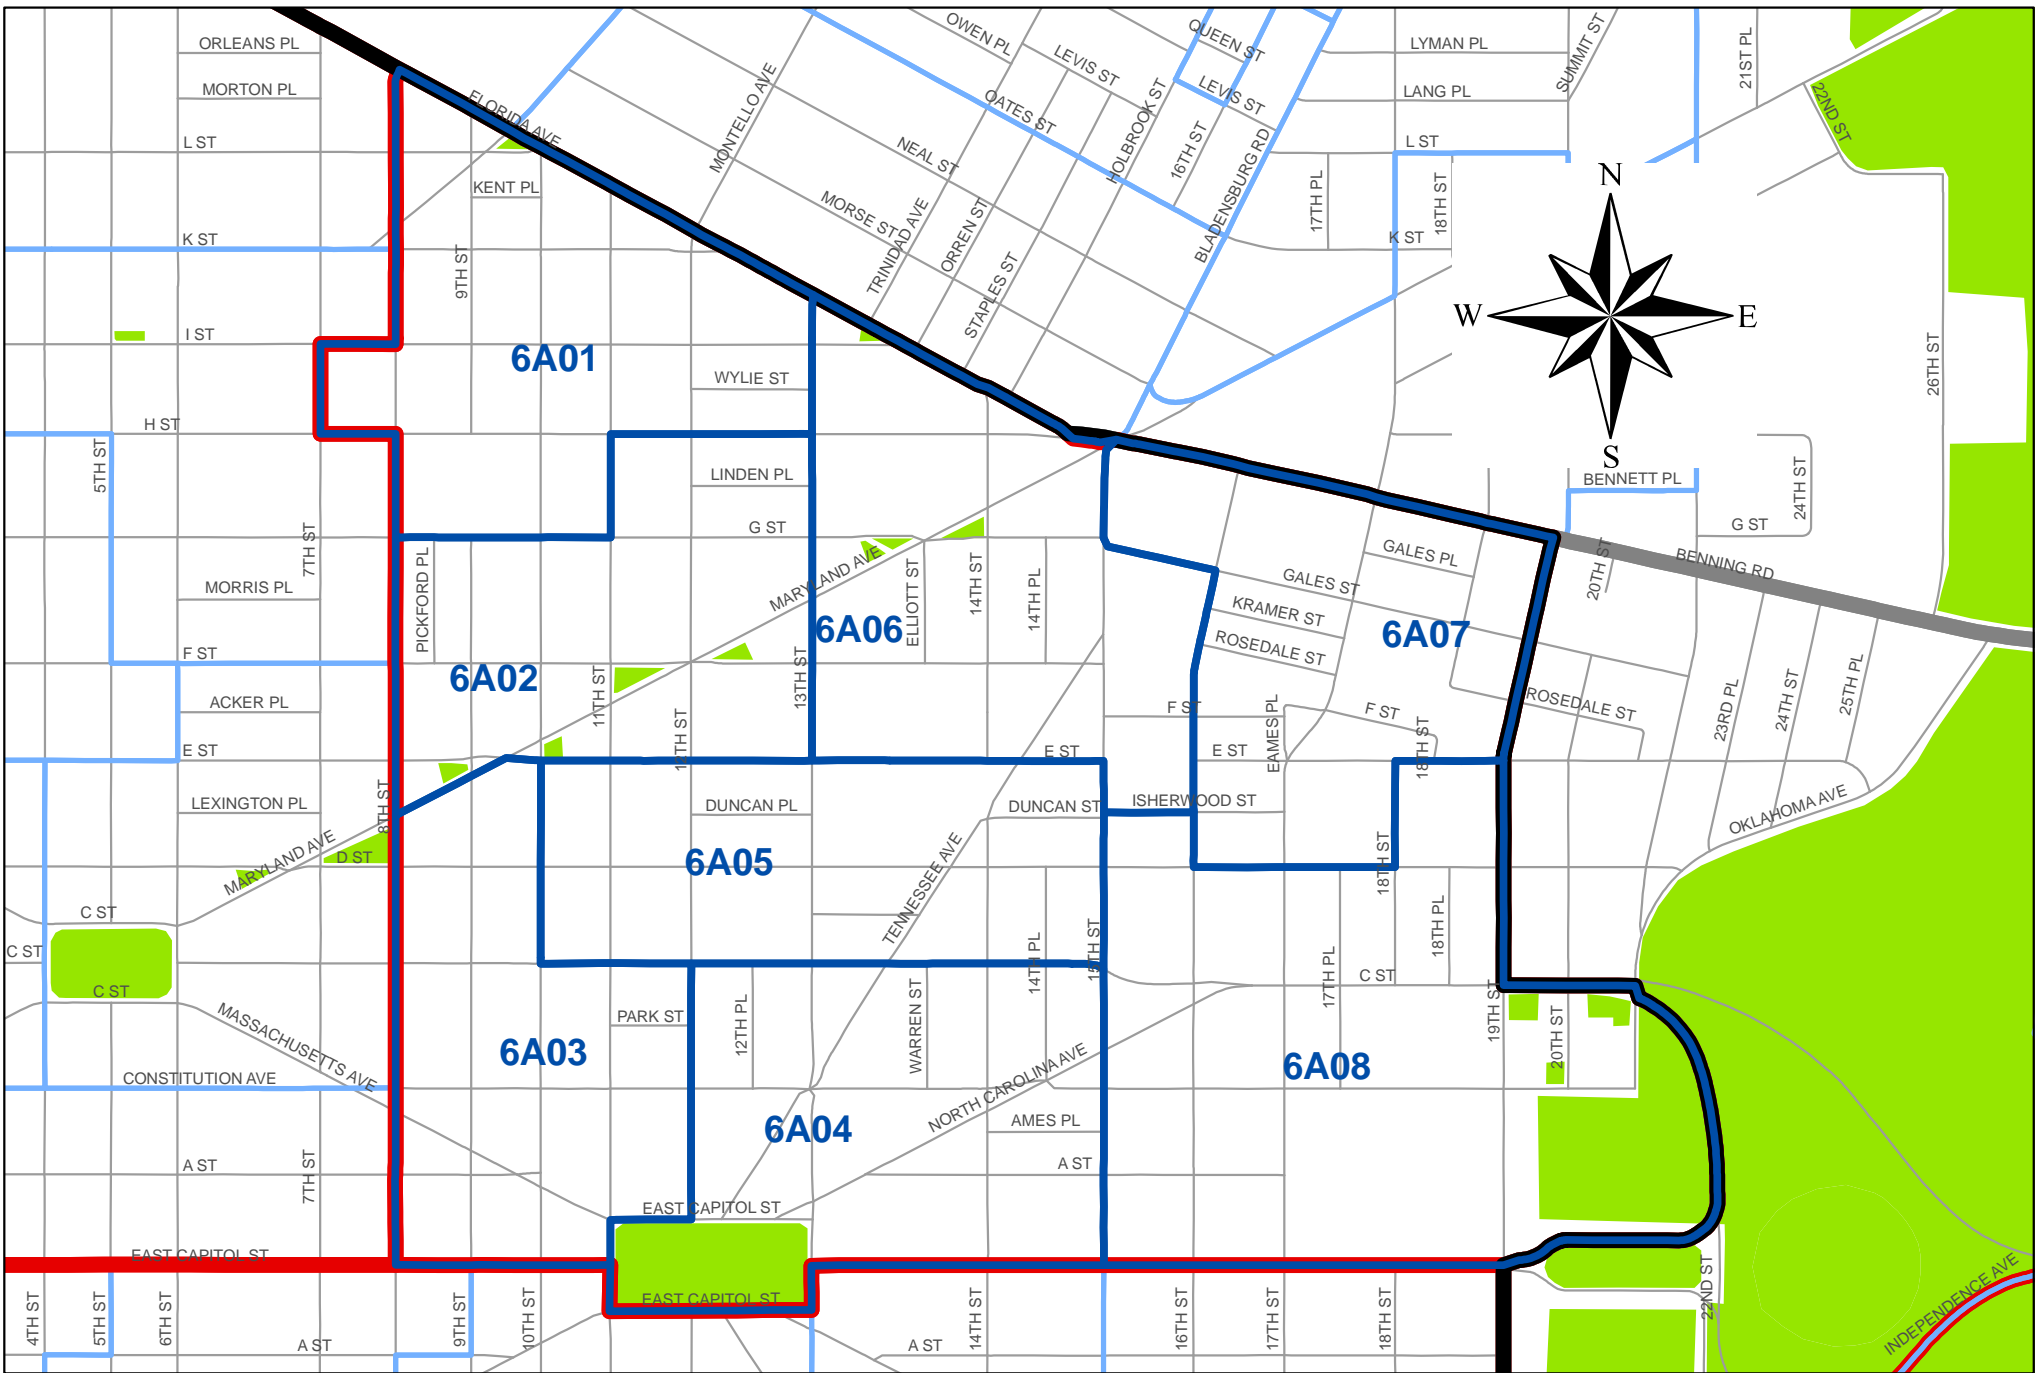 ORLEANS PL
MORTON PL
L ST
K ST
I ST
H ST
5TH ST
7TH ST
MORRIS PL
F ST
ACKER PL
E ST
LEXINGTON PL
8TH ST
MARYLAND AVE
D ST
C ST
C ST
C ST
MASSACHUSETTS AVE
CONSTITUTION AVE
A ST
7TH ST
EAST CAPITOL ST
4TH ST
5TH ST
6TH ST
A ST
9TH ST
10TH ST
FLORIDA AVE
KENT PL
9TH ST
6A01
WYLIE ST
LINDEN PL
G ST
PICKFORD PL
6A02
11TH ST
12TH ST
13TH ST
MARYLAND AVE
6A06
ELLIOTT ST
14TH ST
14TH PL
DUNCAN PL
6A05
E ST
DUNCAN ST
TENNESSEE AVE
14TH PL
15TH ST
6A03
PARK ST
12TH PL
WARREN ST
6A04
NORTH CAROLINA AVE
AMES PL
A ST
EAST CAPITOL ST
EAST CAPITOL ST
A ST
14TH ST
16TH ST
17TH ST
18TH ST
MONTELLO AVE
OWEN PL
LEVIS ST
QUEEN ST
LEVIS ST
OATES ST
HOLBROOK ST
16TH ST
NEAL ST
MORSE ST
TRINIDAD AVE
ORREN ST
STAPLES ST
BLADENSBURG RD
LYMAN PL
LANG PL
SUMMIT ST
L ST
17TH PL
18TH ST
K ST
21ST PL
22ND ST
N
W
E
S
26TH ST
BENNETT PL
24TH ST
G ST
BENNING RD
20TH ST
GALES PL
GALES ST
KRAMER ST
ROSEDALE ST
6A07
F ST
EAMES PL
F ST
E ST
18TH ST
ROSEDALE ST
23RD PL
24TH ST
25TH PL
ISHERWOOD ST
OKLAHOMA AVE
18TH ST
18TH PL
17TH PL
C ST
19TH ST
20TH ST
6A08
22ND ST
INDEPENDENCE AVE